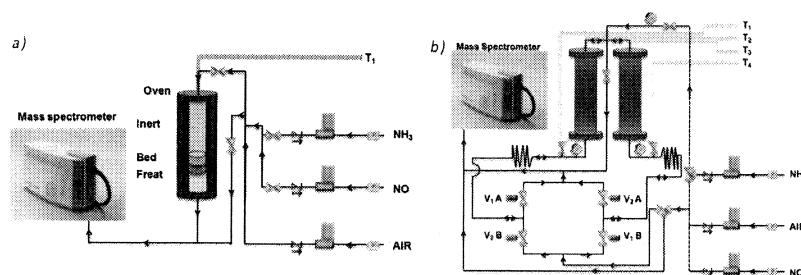 a)
T1
Oven
Mass spectrometer
Inert
NH3
Bed
Freat
NO
AIR
b)
Mass Spectrometer
T1
T2
T3
T4
NH
V1 A
V2 A
AI
V2 B
V1 B
NO